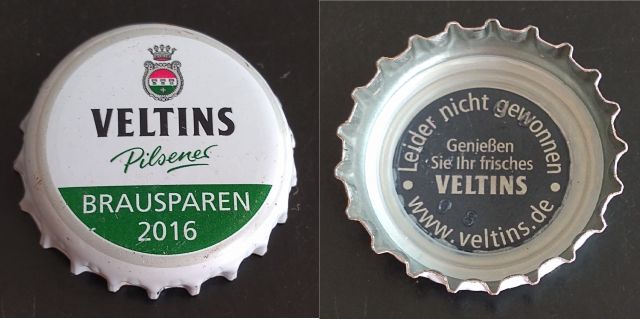 VELTINS
Pilsener
BRAUSPAREN
2016
Leider nicht gewonnen
Genießen
Sie Ihr frisches
VELTINS
www.veltins.de